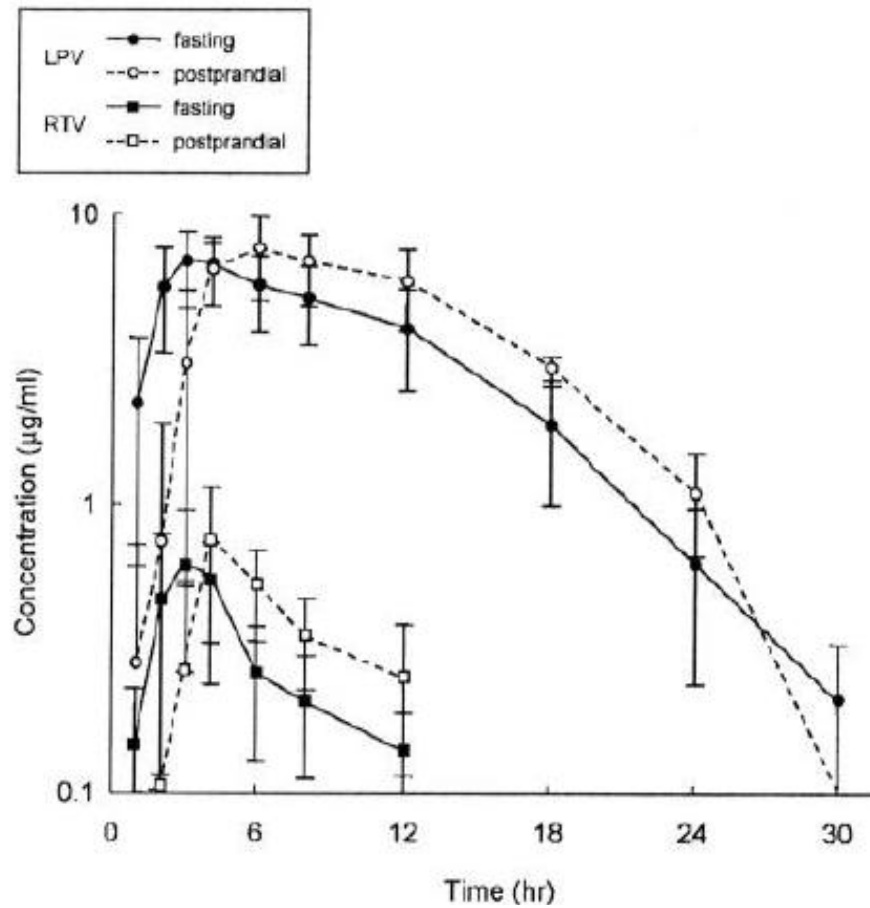 LPV
fasting
postprandial
RTV
fasting
postprandial
10
1
0.1
Concentration (µg/ml)
0 6 12 18 24 30
Time (hr)